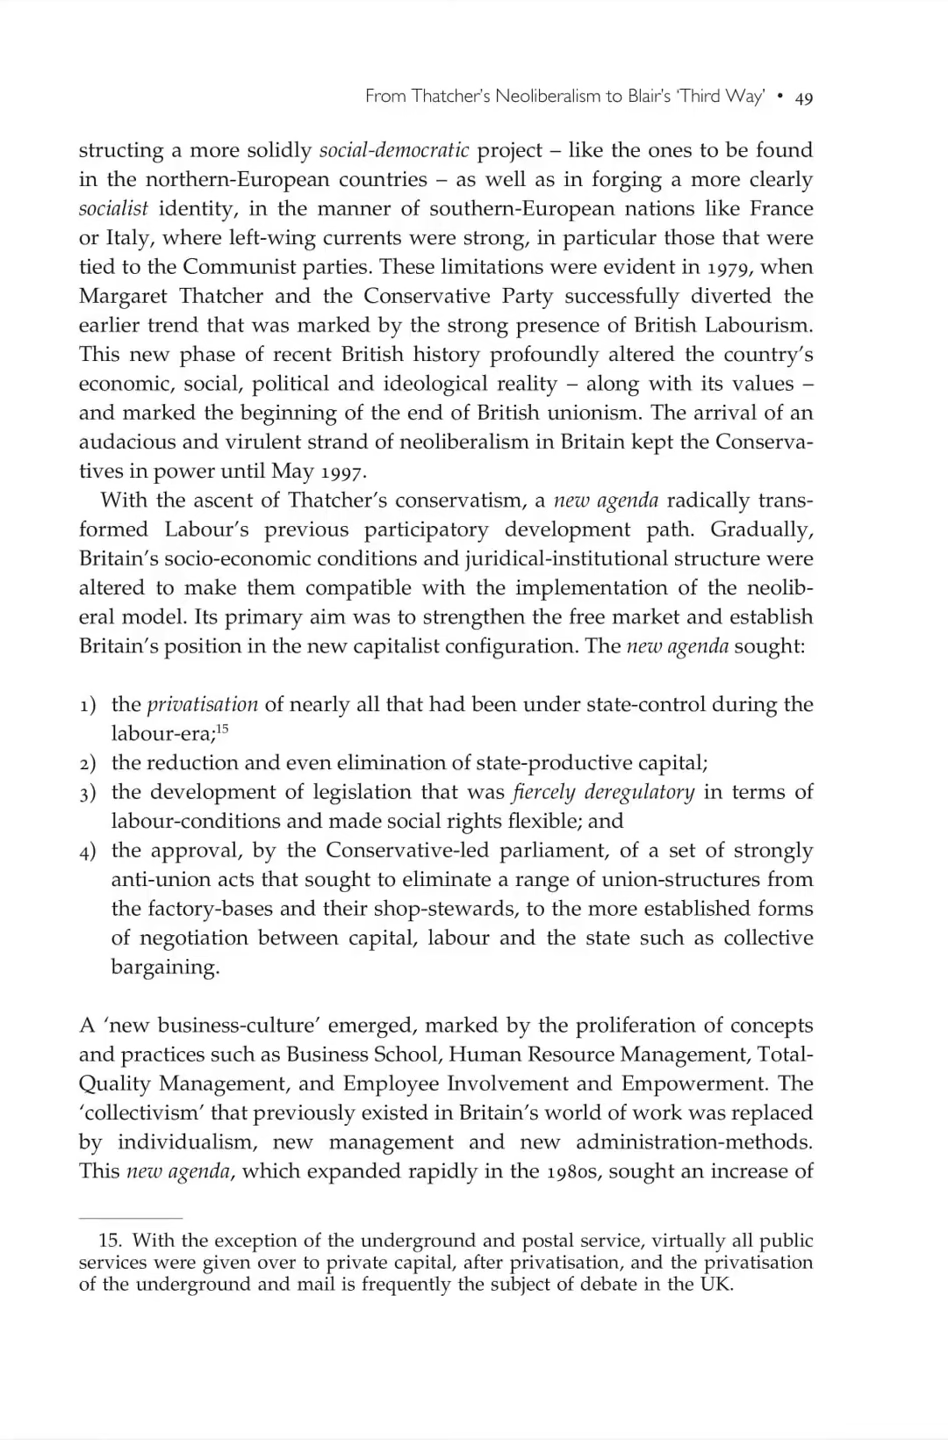 From Thatcher's Neoliberalism to Blair's 'Third Way' • 49
structing a more solidly social-democratic project – like the ones to be found
in the northern-European countries – as well as in forging a more clearly
socialist identity, in the manner of southern-European nations like France
or Italy, where left-wing currents were strong, in particular those that were
tied to the Communist parties. These limitations were evident in 1979, when
Margaret Thatcher and the Conservative Party successfully diverted the
earlier trend that was marked by the strong presence of British Labourism.
This new phase of recent British history profoundly altered the country's
economic, social, political and ideological reality – along with its values –
and marked the beginning of the end of British unionism. The arrival of an
audacious and virulent strand of neoliberalism in Britain kept the Conserva-
tives in power until May 1997.
With the ascent of Thatcher's conservatism, a new agenda radically trans-
formed Labour's previous participatory development path. Gradually,
Britain's socio-economic conditions and juridical-institutional structure were
altered to make them compatible with the implementation of the neolib-
eral model. Its primary aim was to strengthen the free market and establish
Britain's position in the new capitalist configuration. The new agenda sought:
1) the privatisation of nearly all that had been under state-control during the
labour-era;15
2) the reduction and even elimination of state-productive capital;
3) the development of legislation that was fiercely deregulatory in terms of
labour-conditions and made social rights flexible; and
4) the approval, by the Conservative-led parliament, of a set of strongly
anti-union acts that sought to eliminate a range of union-structures from
the factory-bases and their shop-stewards, to the more established forms
of negotiation between capital, labour and the state such as collective
bargaining.
A 'new business-culture' emerged, marked by the proliferation of concepts
and practices such as Business School, Human Resource Management, Total-
Quality Management, and Employee Involvement and Empowerment. The
'collectivism' that previously existed in Britain's world of work was replaced
by individualism, new management and new administration-methods.
This new agenda, which expanded rapidly in the 1980s, sought an increase of
15. With the exception of the underground and postal service, virtually all public
services were given over to private capital, after privatisation, and the privatisation
of the underground and mail is frequently the subject of debate in the UK.